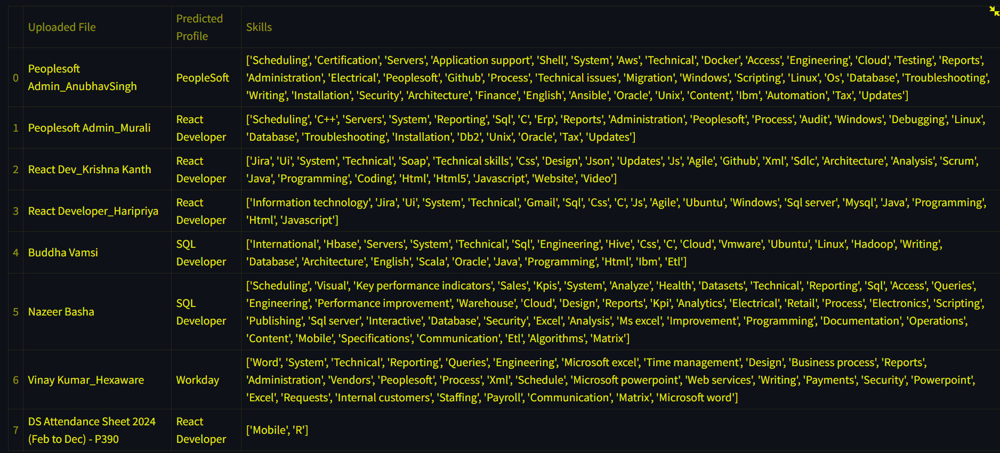 Uploaded File
Predicted
Profile
Skills
0
Peoplesoft
Admin_AnubhavSingh
PeopleSoft
['Scheduling', 'Certification', 'Servers', 'Application support', 'Shell', 'System', 'Aws', 'Technical', 'Docker', 'Access', 'Engineering', 'Cloud', 'Testing', 'Reports',
'Administration', 'Electrical', 'Peoplesoft', 'Github', 'Process', 'Technical issues', 'Migration', 'Windows', 'Scripting', 'Linux', 'Os', 'Database', 'Troubleshooting',
'Writing', 'Installation', 'Security', 'Architecture', 'Finance', 'English', 'Ansible', 'Oracle', 'Unix', 'Content', 'Ibm', 'Automation', 'Tax', 'Updates']
1
Peoplesoft Admin_Murali
React
Developer
['Scheduling', 'C++', 'Servers', 'System', 'Reporting', 'Sql', 'C', 'Erp', 'Reports', 'Administration', 'Peoplesoft', 'Process', 'Audit', 'Windows', 'Debugging', 'Linux',
'Database', 'Troubleshooting', 'Installation', 'Db2', 'Unix', 'Oracle', 'Tax', 'Updates']
2
React Dev_Krishna Kanth
React
Developer
['Jira', 'Ui', 'System', 'Technical', 'Soap', 'Technical skills', 'Css', 'Design', 'Json', 'Updates', 'Js', 'Agile', 'Github', 'Xml', 'Sdlc', 'Architecture', 'Analysis', 'Scrum',
'Java', 'Programming', 'Coding', 'Html', 'Html5', 'Javascript', 'Website', 'Video']
3
React Developer_Haripriya
React
Developer
['Information technology', 'Jira', 'Ui', 'System', 'Technical', 'Gmail', 'Sql', 'Css', 'C', 'Js', 'Agile', 'Ubuntu', 'Windows', 'Sql server', 'Mysql', 'Java', 'Programming',
'Html', 'Javascript']
4
Buddha Vamsi
SQL
Developer
['International', 'Hbase', 'Servers', 'System', 'Technical', 'Sql', 'Engineering', 'Hive', 'Css', 'C', 'Cloud', 'Vmware', 'Ubuntu', 'Linux', 'Hadoop', 'Writing',
'Database', 'Architecture', 'English', 'Scala', 'Oracle', 'Java', 'Programming', 'Html', 'Ibm', 'Etl']
5
Nazeer Basha
SQL
Developer
['Scheduling', 'Visual', 'Key performance indicators', 'Sales', 'Kpis', 'System', 'Analyze', 'Health', 'Datasets', 'Technical', 'Reporting', 'Sql', 'Access', 'Queries',
'Engineering', 'Performance improvement', 'Warehouse', 'Cloud', 'Design', 'Reports', 'Kpi', 'Analytics', 'Electrical', 'Retail', 'Process', 'Electronics', 'Scripting',
'Publishing', 'Sql server', 'Interactive', 'Database', 'Security', 'Excel', 'Analysis', 'Ms excel', 'Improvement', 'Programming', 'Documentation', 'Operations',
'Content', 'Mobile', 'Specifications', 'Communication', 'Etl', 'Algorithms', 'Matrix']
6
Vinay Kumar_Hexaware
Workday
['Word', 'System', 'Technical', 'Reporting', 'Queries', 'Engineering', 'Microsoft excel', 'Time management', 'Design', 'Business process', 'Reports',
'Administration', 'Vendors', 'Peoplesoft', 'Process', 'Xml', 'Schedule', 'Microsoft powerpoint', 'Web services', 'Writing', 'Payments', 'Security', 'Powerpoint',
'Excel', 'Requests', 'Internal customers', 'Staffing', 'Payroll', 'Communication', 'Matrix', 'Microsoft word']
7
DS Attendance Sheet 2024
(Feb to Dec) - P390
React
Developer
['Mobile', 'R']